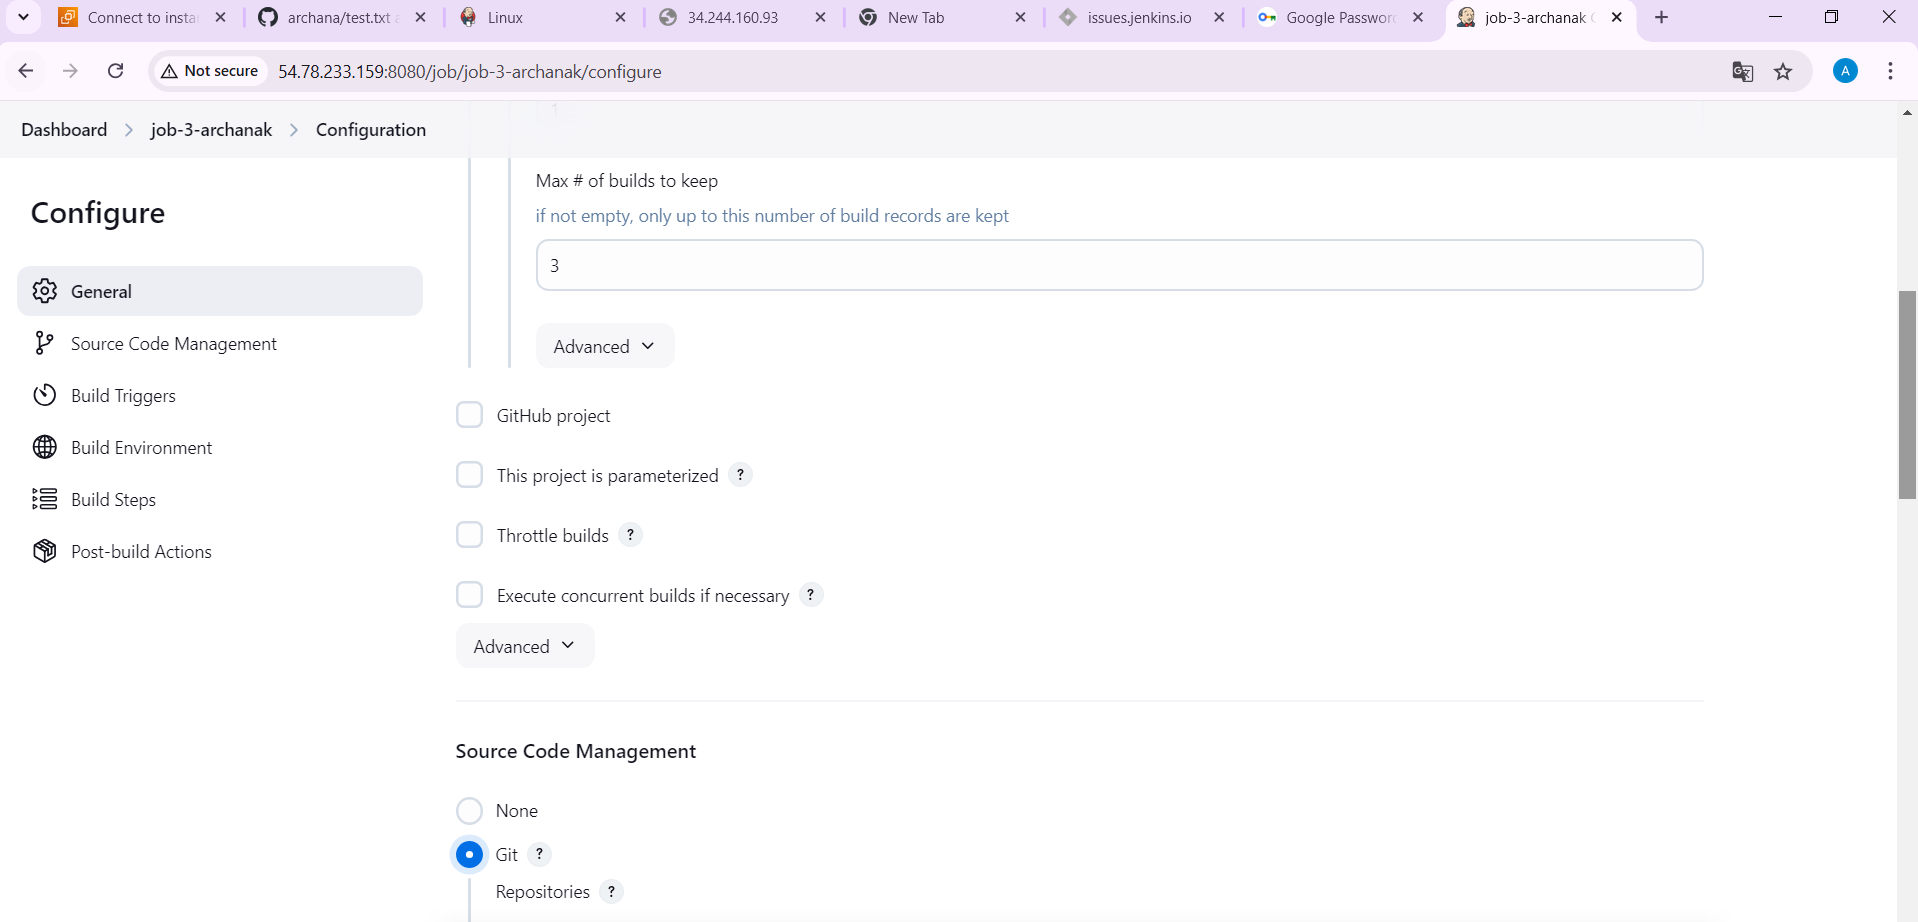 Connect to insta
archana/test.txt a
Linux
34.244.160.93
New Tab
issues.jenkins.io
Google Passwor
job-3-archanak
Not secure
54.78.233.159:8080/job/job-3-archanak/configure
A
Dashboard
job-3-archanak
Configuration
1
Configure
General
Source Code Management
Build Triggers
Build Environment
Build Steps
Post-build Actions
Max # of builds to keep
if not empty, only up to this number of build records are kept
3
Advanced
GitHub project
This project is parameterized ?
Throttle builds ?
Execute concurrent builds if necessary ?
Advanced
Source Code Management
None
Git ?
Repositories ?